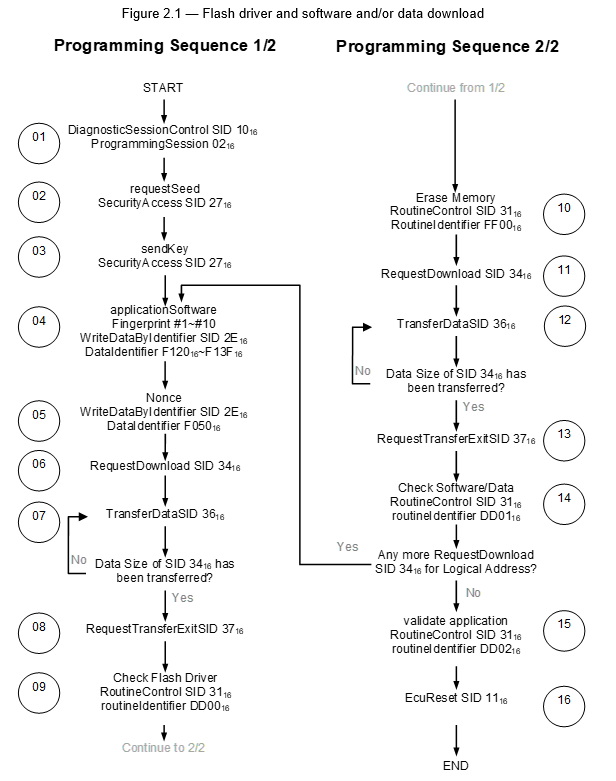 Figure 2.1 — Flash driver and software and/or data download
Programming Sequence 1/2
START
01
DiagnosticSessionControl SID 10₁₆
ProgrammingSession 02₁₆
02
requestSeed
SecurityAccess SID 27₁₆
03
sendKey
SecurityAccess SID 27₁₆
04
applicationSoftware
Fingerprint #1~#10
WriteDataByIdentifier SID 2E₁₆
DataIdentifier F120₁₆~F13F₁₆
05
Nonce
WriteDataByIdentifier SID 2E₁₆
DataIdentifier F050₁₆
06
RequestDownload SID 34₁₆
07
TransferDataSID 36₁₆
No
Data Size of SID 34₁₆ has
been transferred?
Yes
08
RequestTransferExitSID 37₁₆
09
Check Flash Driver
RoutineControl SID 31₁₆
routineIdentifier DD00₁₆
Continue to 2/2
Programming Sequence 2/2
Continue from 1/2
Erase Memory
RoutineControl SID 31₁₆
RoutineIdentifier FF00₁₆
10
RequestDownload SID 34₁₆
11
TransferDataSID 36₁₆
12
No
Data Size of SID 34₁₆ has
been transferred?
Yes
RequestTransferExitSID 37₁₆
13
Check Software/Data
RoutineControl SID 31₁₆
routineIdentifier DD01₁₆
14
Yes
Any more RequestDownload
SID 34₁₆ for Logical Address?
No
validate application
RoutineControl SID 31₁₆
routineIdentifier DD02₁₆
15
EcuReset SID 11₁₆
16
END